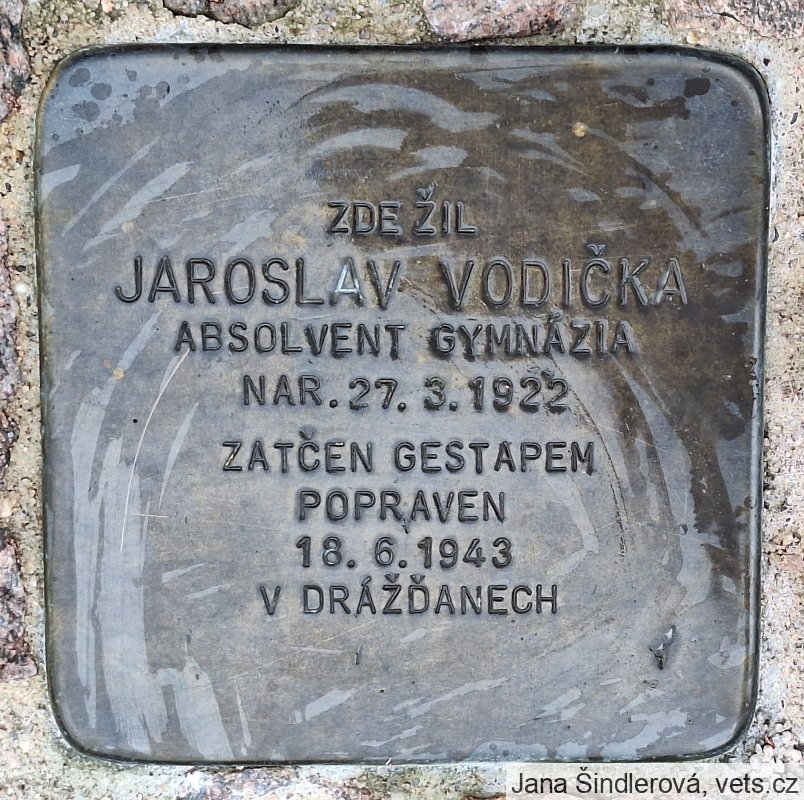 ZDE ŽIL
JAROSLAV VODIČKA
ABSOLVENT GYMNÁZIA
NAR. 27. 3. 1922
ZATČEN GESTAPEM
POPRAVEN
18. 6. 1943
V DRÁŽĎANECH
Jana Šindlerová, vets.cz